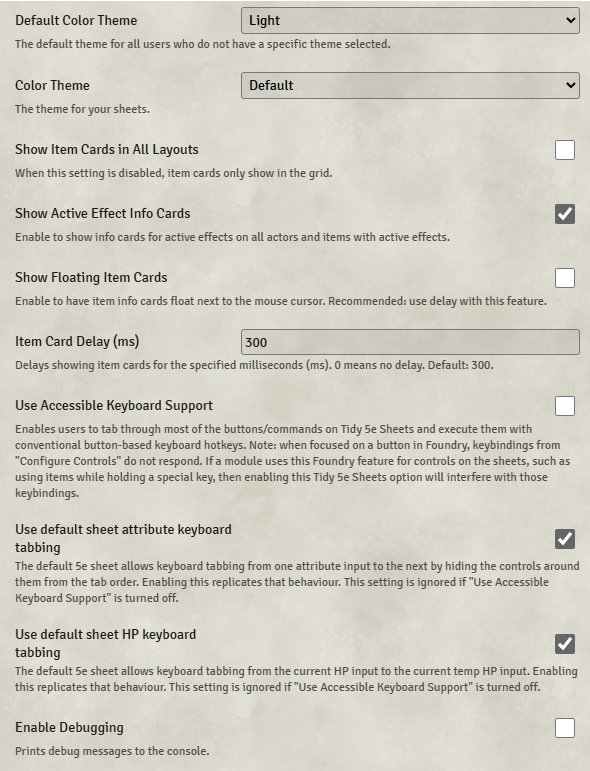 Default Color Theme
Light
The default theme for all users who do not have a specific theme selected.
Color Theme
Default
The theme for your sheets.
Show Item Cards in All Layouts
When this setting is disabled, item cards only show in the grid.
Show Active Effect Info Cards
Enable to show info cards for active effects on all actors and items with active effects.
Show Floating Item Cards
Enable to have item info cards float next to the mouse cursor. Recommended: use delay with this feature.
Item Card Delay (ms)
300
Delays showing item cards for the specified milliseconds (ms). 0 means no delay. Default: 300.
Use Accessible Keyboard Support
Enables users to tab through most of the buttons/commands on Tidy 5e Sheets and execute them with
conventional button-based keyboard hotkeys. Note: when focused on a button in Foundry, keybindings from
"Configure Controls" do not respond. If a module uses this Foundry feature for controls on the sheets, such as
using items while holding a special key, then enabling this Tidy 5e Sheets option will interfere with those
keybindings.
Use default sheet attribute keyboard
tabbing
The default 5e sheet allows keyboard tabbing from one attribute input to the next by hiding the controls around
them from the tab order. Enabling this replicates that behaviour. This setting is ignored if "Use Accessible
Keyboard Support" is turned off.
Use default sheet HP keyboard
tabbing
The default 5e sheet allows keyboard tabbing from the current HP input to the current temp HP input. Enabling
this replicates that behaviour. This setting is ignored if "Use Accessible Keyboard Support" is turned off.
Enable Debugging
Prints debug messages to the console.